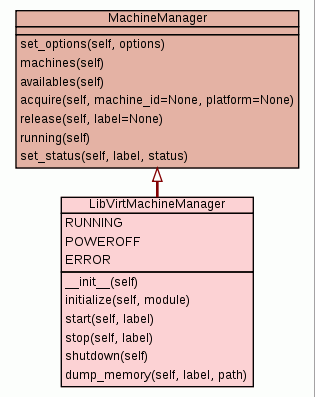 MachineManager
set_options(self, options)
machines(self)
availables(self)
acquire(self, machine_id=None, platform=None)
release(self, label=None)
running(self)
set_status(self, label, status)
LibVirtMachineManager
RUNNING
POWEROFF
ERROR
__init__(self)
initialize(self, module)
start(self, label)
stop(self, label)
shutdown(self)
dump_memory(self, label, path)